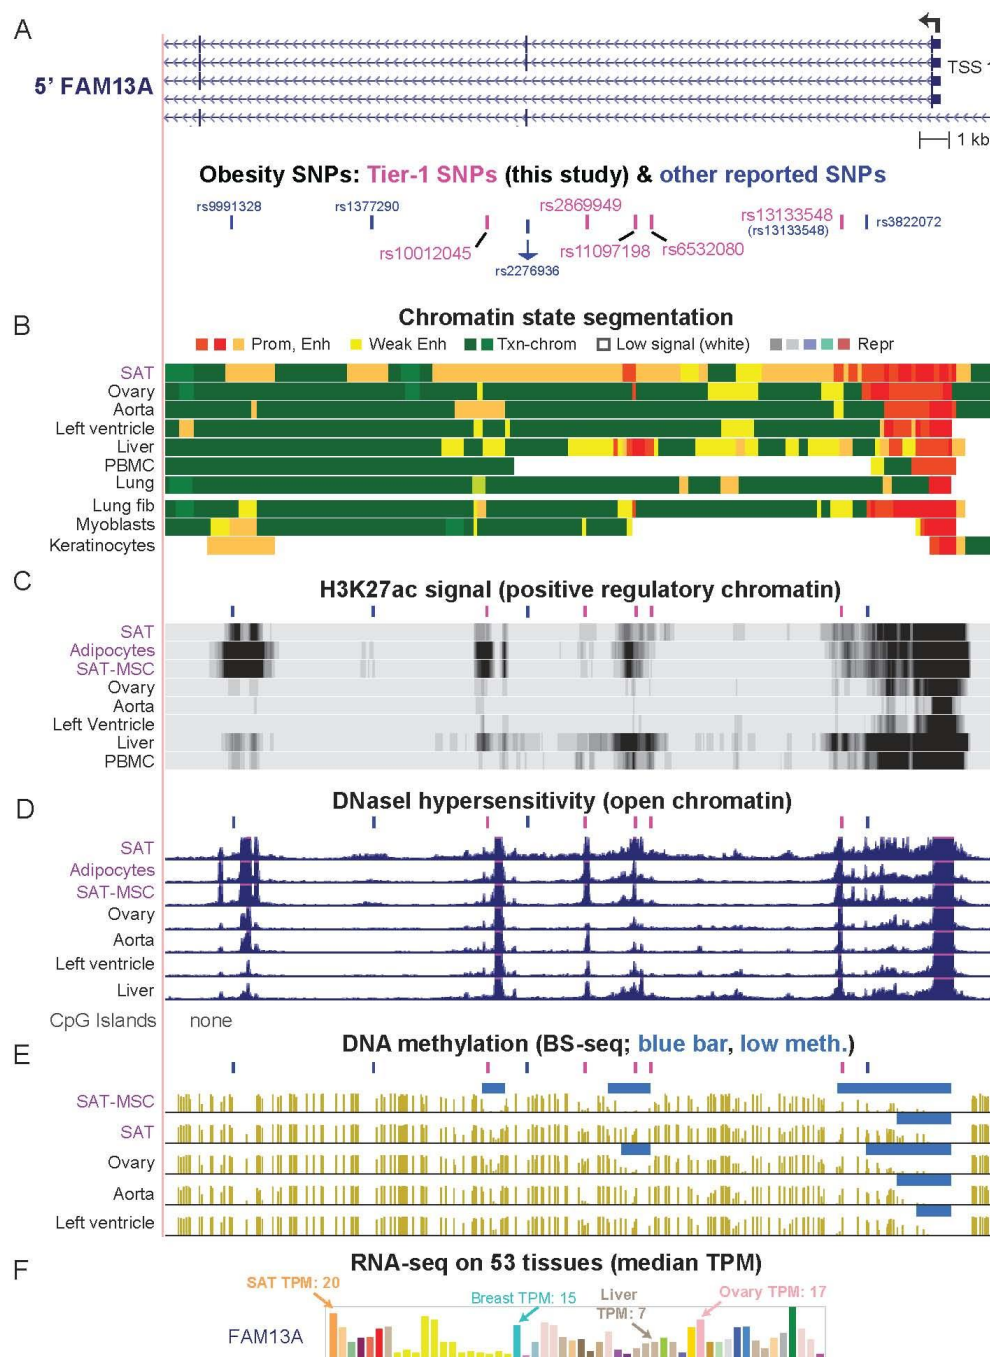 A
5' FAM13A
TSS 1
1 kb
Obesity SNPs: Tier-1 SNPs (this study) & other reported SNPs
rs9991328
rs1377290
rs2869949
rs13133548
(rs13133548)
rs3822072
rs10012045
rs11097198
rs6532080
rs2276936
B
Chromatin state segmentation
Prom, Enh
Weak Enh
Txn-chrom
Low signal (white)
Repr
SAT
Ovary
Aorta
Left ventricle
Liver
PBMC
Lung
Lung fib
Myoblasts
Keratinocytes
C
H3K27ac signal (positive regulatory chromatin)
SAT
Adipocytes
SAT-MSC
Ovary
Aorta
Left Ventricle
Liver
PBMC
D
DNaseI hypersensitivity (open chromatin)
SAT
Adipocytes
SAT-MSC
Ovary
Aorta
Left ventricle
Liver
CpG Islands none
E
DNA methylation (BS-seq; blue bar, low meth.)
SAT-MSC
SAT
Ovary
Aorta
Left ventricle
F
RNA-seq on 53 tissues (median TPM)
SAT TPM: 20
Breast TPM: 15
Liver
TPM: 7
Ovary TPM: 17
FAM13A